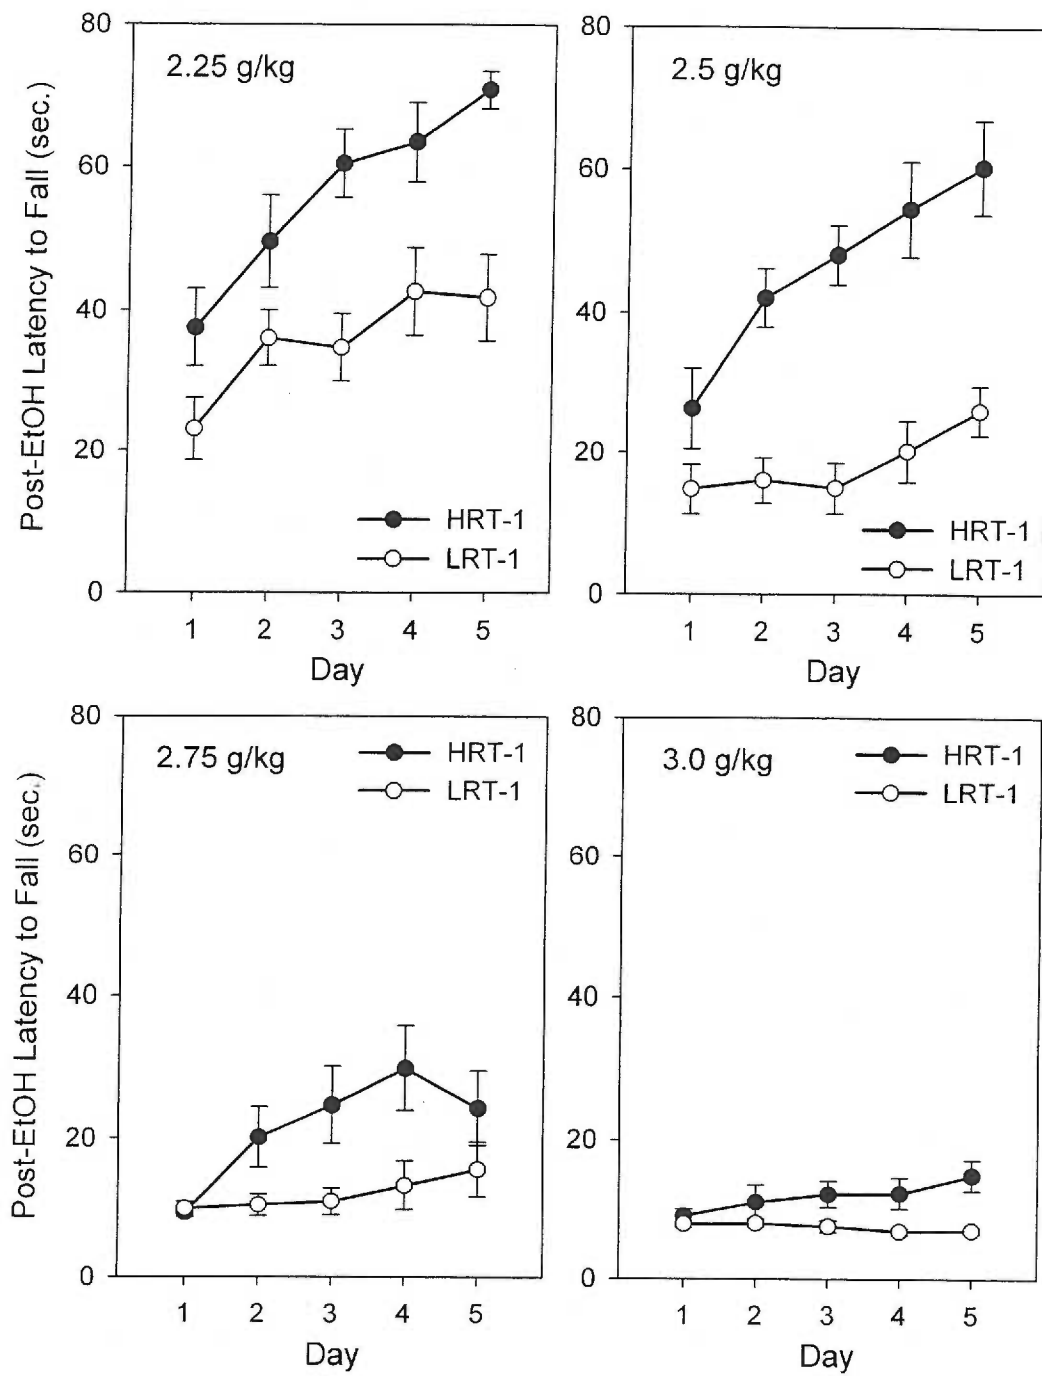 Post-EtOH Latency to Fall (sec.)
80
60
40
20
0
2.25 g/kg
HRT-1
LRT-1
1 2 3 4 5
Day
80
60
40
20
0
2.5 g/kg
HRT-1
LRT-1
1 2 3 4 5
Day
Post-EtOH Latency to Fall (sec.)
80
60
40
20
0
2.75 g/kg
HRT-1
LRT-1
1 2 3 4 5
Day
80
60
40
20
0
3.0 g/kg
HRT-1
LRT-1
1 2 3 4 5
Day